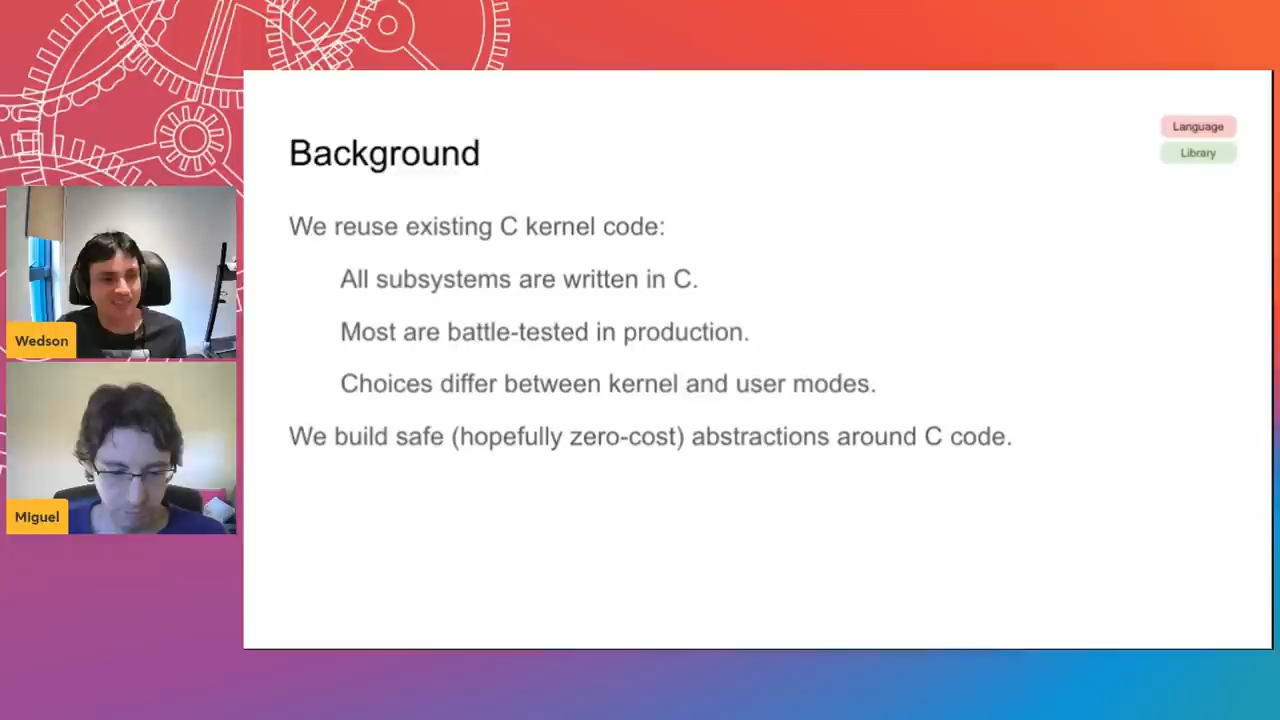 Background
Language
Library
We reuse existing C kernel code:
All subsystems are written in C.
Most are battle-tested in production.
Choices differ between kernel and user modes.
We build safe (hopefully zero-cost) abstractions around C code.
Wedson
Miguel